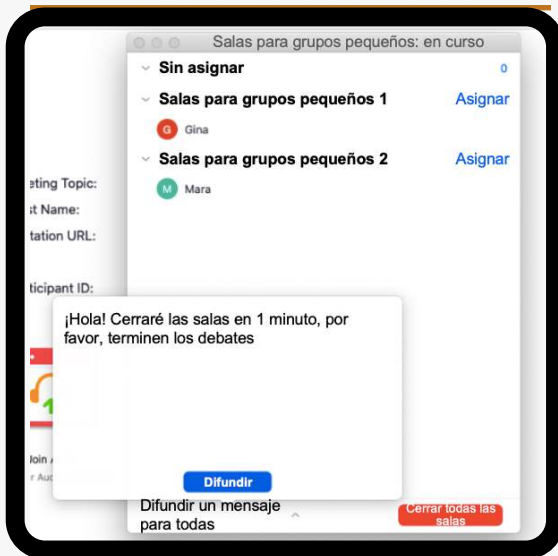 Salas para grupos pequeños: en curso
Sin asignar 0
Salas para grupos pequeños 1 Asignar
G Gina
Salas para grupos pequeños 2 Asignar
M Mara
eting Topic:
st Name:
tation URL:
ticipant ID:
¡Hola! Cerraré las salas en 1 minuto, por
favor, terminen los debates
Join
r Aud
Difundir
Difundir un mensaje
para todas
Cerrar todas las
salas